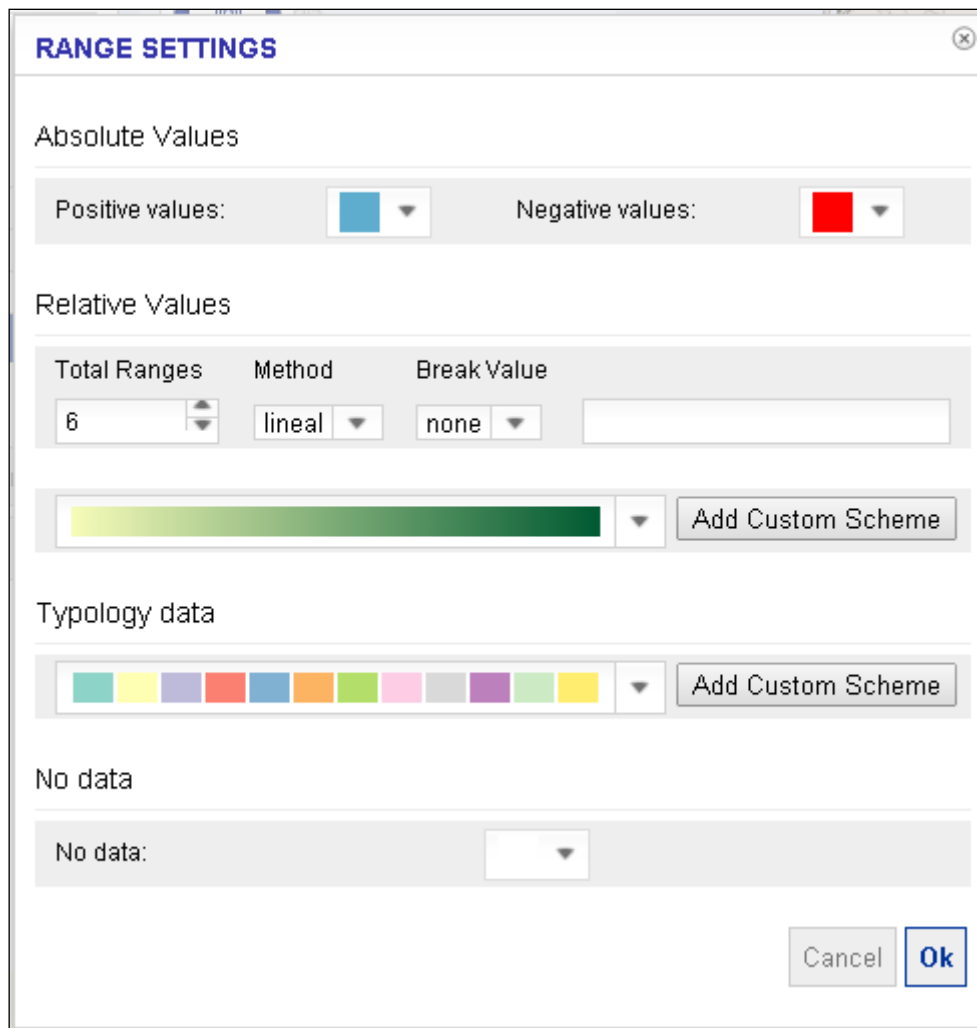 RANGE SETTINGS
Absolute Values
Positive values: Negative values:
Relative Values
Total Ranges Method Break Value
6 lineal none
Add Custom Scheme
Typology data
Add Custom Scheme
No data
No data:
Cancel Ok